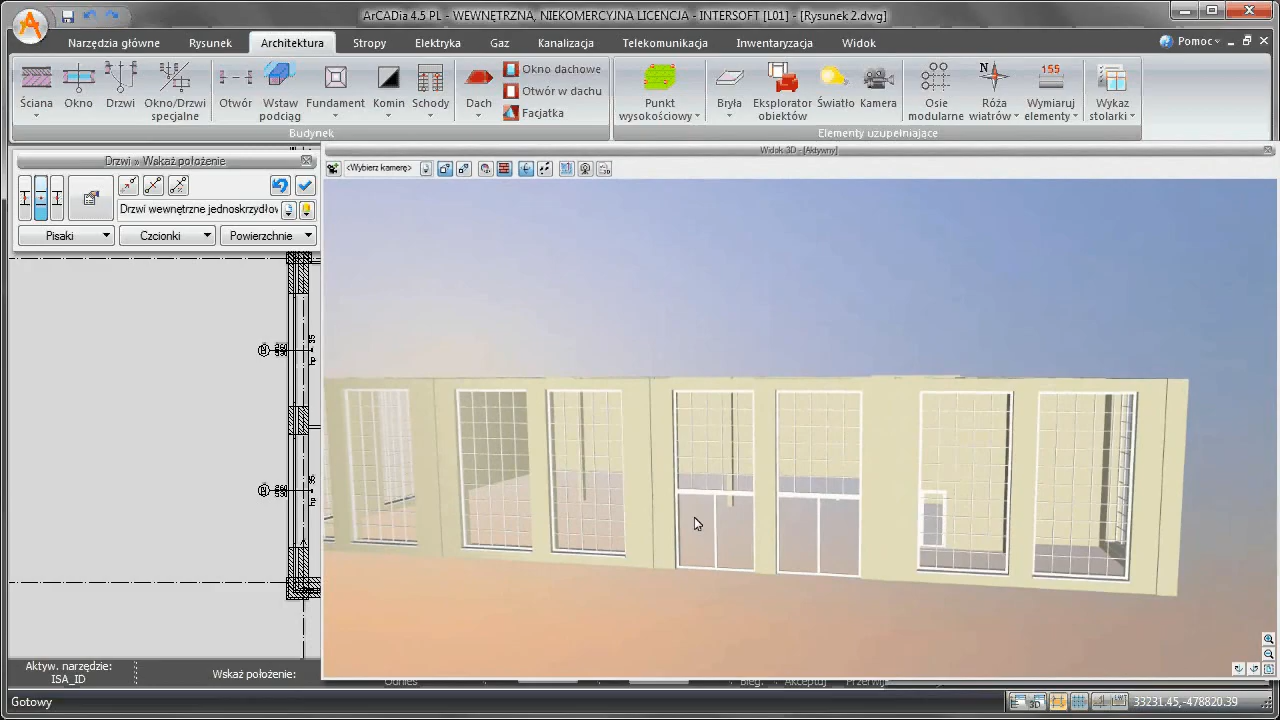 ArCADia 4.5 PL - WEWNĘTRZNA, NIEKOMERCYJNA LICENCJA - INTERSOFT [L01] - [Rysunek 2.dwg]
Narzędzia główne Rysunek Architektura Stropy Elektryka Gaz Kanalizacja Telekomunikacja Inwentaryzacja Widok Pomoc
Ściana Okno Drzwi Okno/Drzwi specjalne Otwór Wstaw podciąg Fundament Komin Schody Dach
Okno dachowe
Otwór w dachu
Facjatka
Punkt wysokościowy Bryła Eksplorator obiektów Światło Kamera Osie modularne N Róża wiatrów 155 Wymiaruj elementy Wykaz stolarki
Budynek Elementy uzupełniające
Drzwi » Wskaż położenie
Widok 3D - [Aktywny]
<Wybierz kamerę>
Drzwi wewnętrzne jednoskrzydłow
Pisaki Czcionki Powierzchnie
Aktyw. narzędzie:
ISA_ID
Wskaż położenie:
Gotowy 33231.45,-478820.39